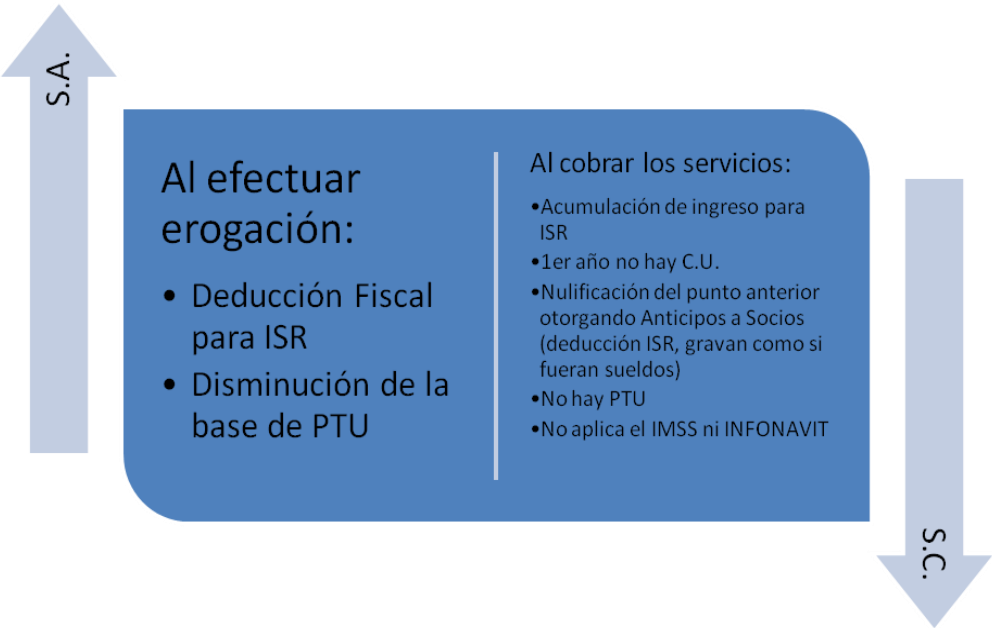 S.A.
Al efectuar
erogación:
• Deducción Fiscal
para ISR
• Disminución de la
base de PTU
Al cobrar los servicios:
•Acumulación de ingreso para
ISR
•1er año no hay C.U.
•Nulificación del punto anterior
otorgando Anticipos a Socios
(deducción ISR, gravan como si
fueran sueldos)
•No hay PTU
•No aplica el IMSS ni INFONAVIT
S.C.